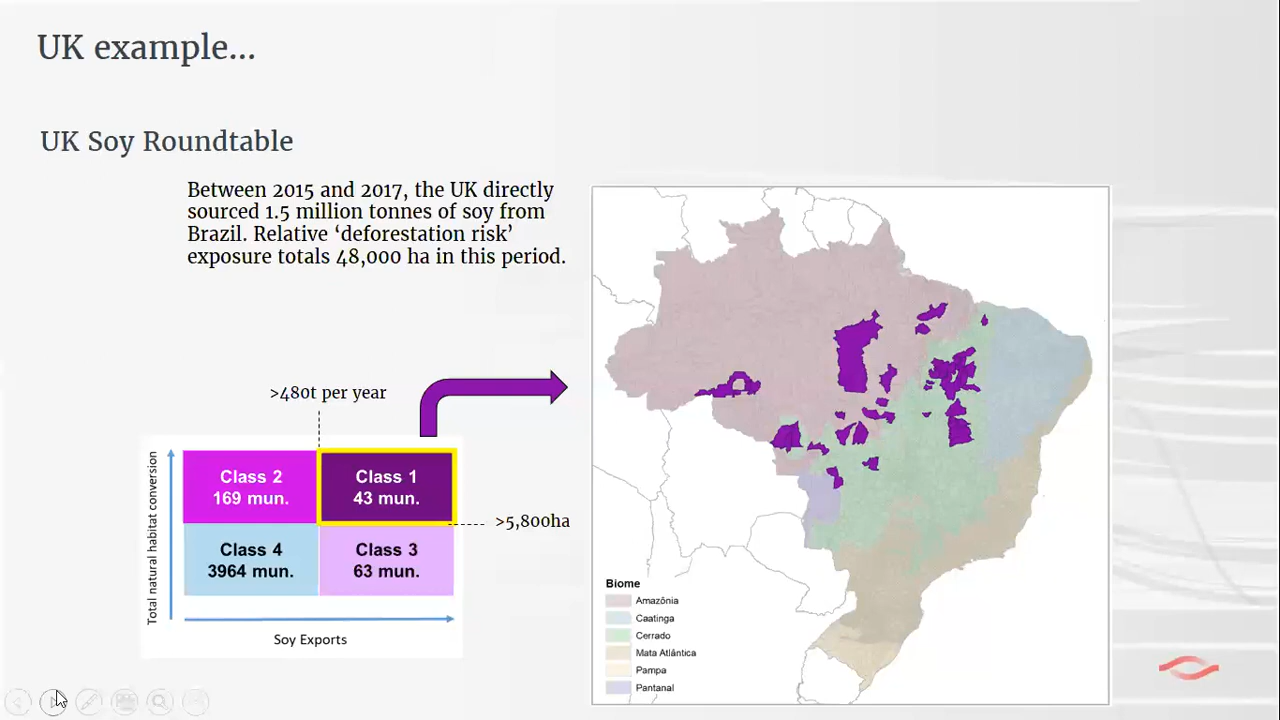 UK example...
UK Soy Roundtable
Between 2015 and 2017, the UK directly
sourced 1.5 million tonnes of soy from
Brazil. Relative ‘deforestation risk’
exposure totals 48,000 ha in this period.
>480t per year
Total natural habitat conversion
Class 2
169 mun.
Class 1
43 mun.
>5,800ha
Class 4
3964 mun.
Class 3
63 mun.
Soy Exports
Biome
Amazônia
Caatinga
Cerrado
Mata Atlântica
Pampa
Pantanal